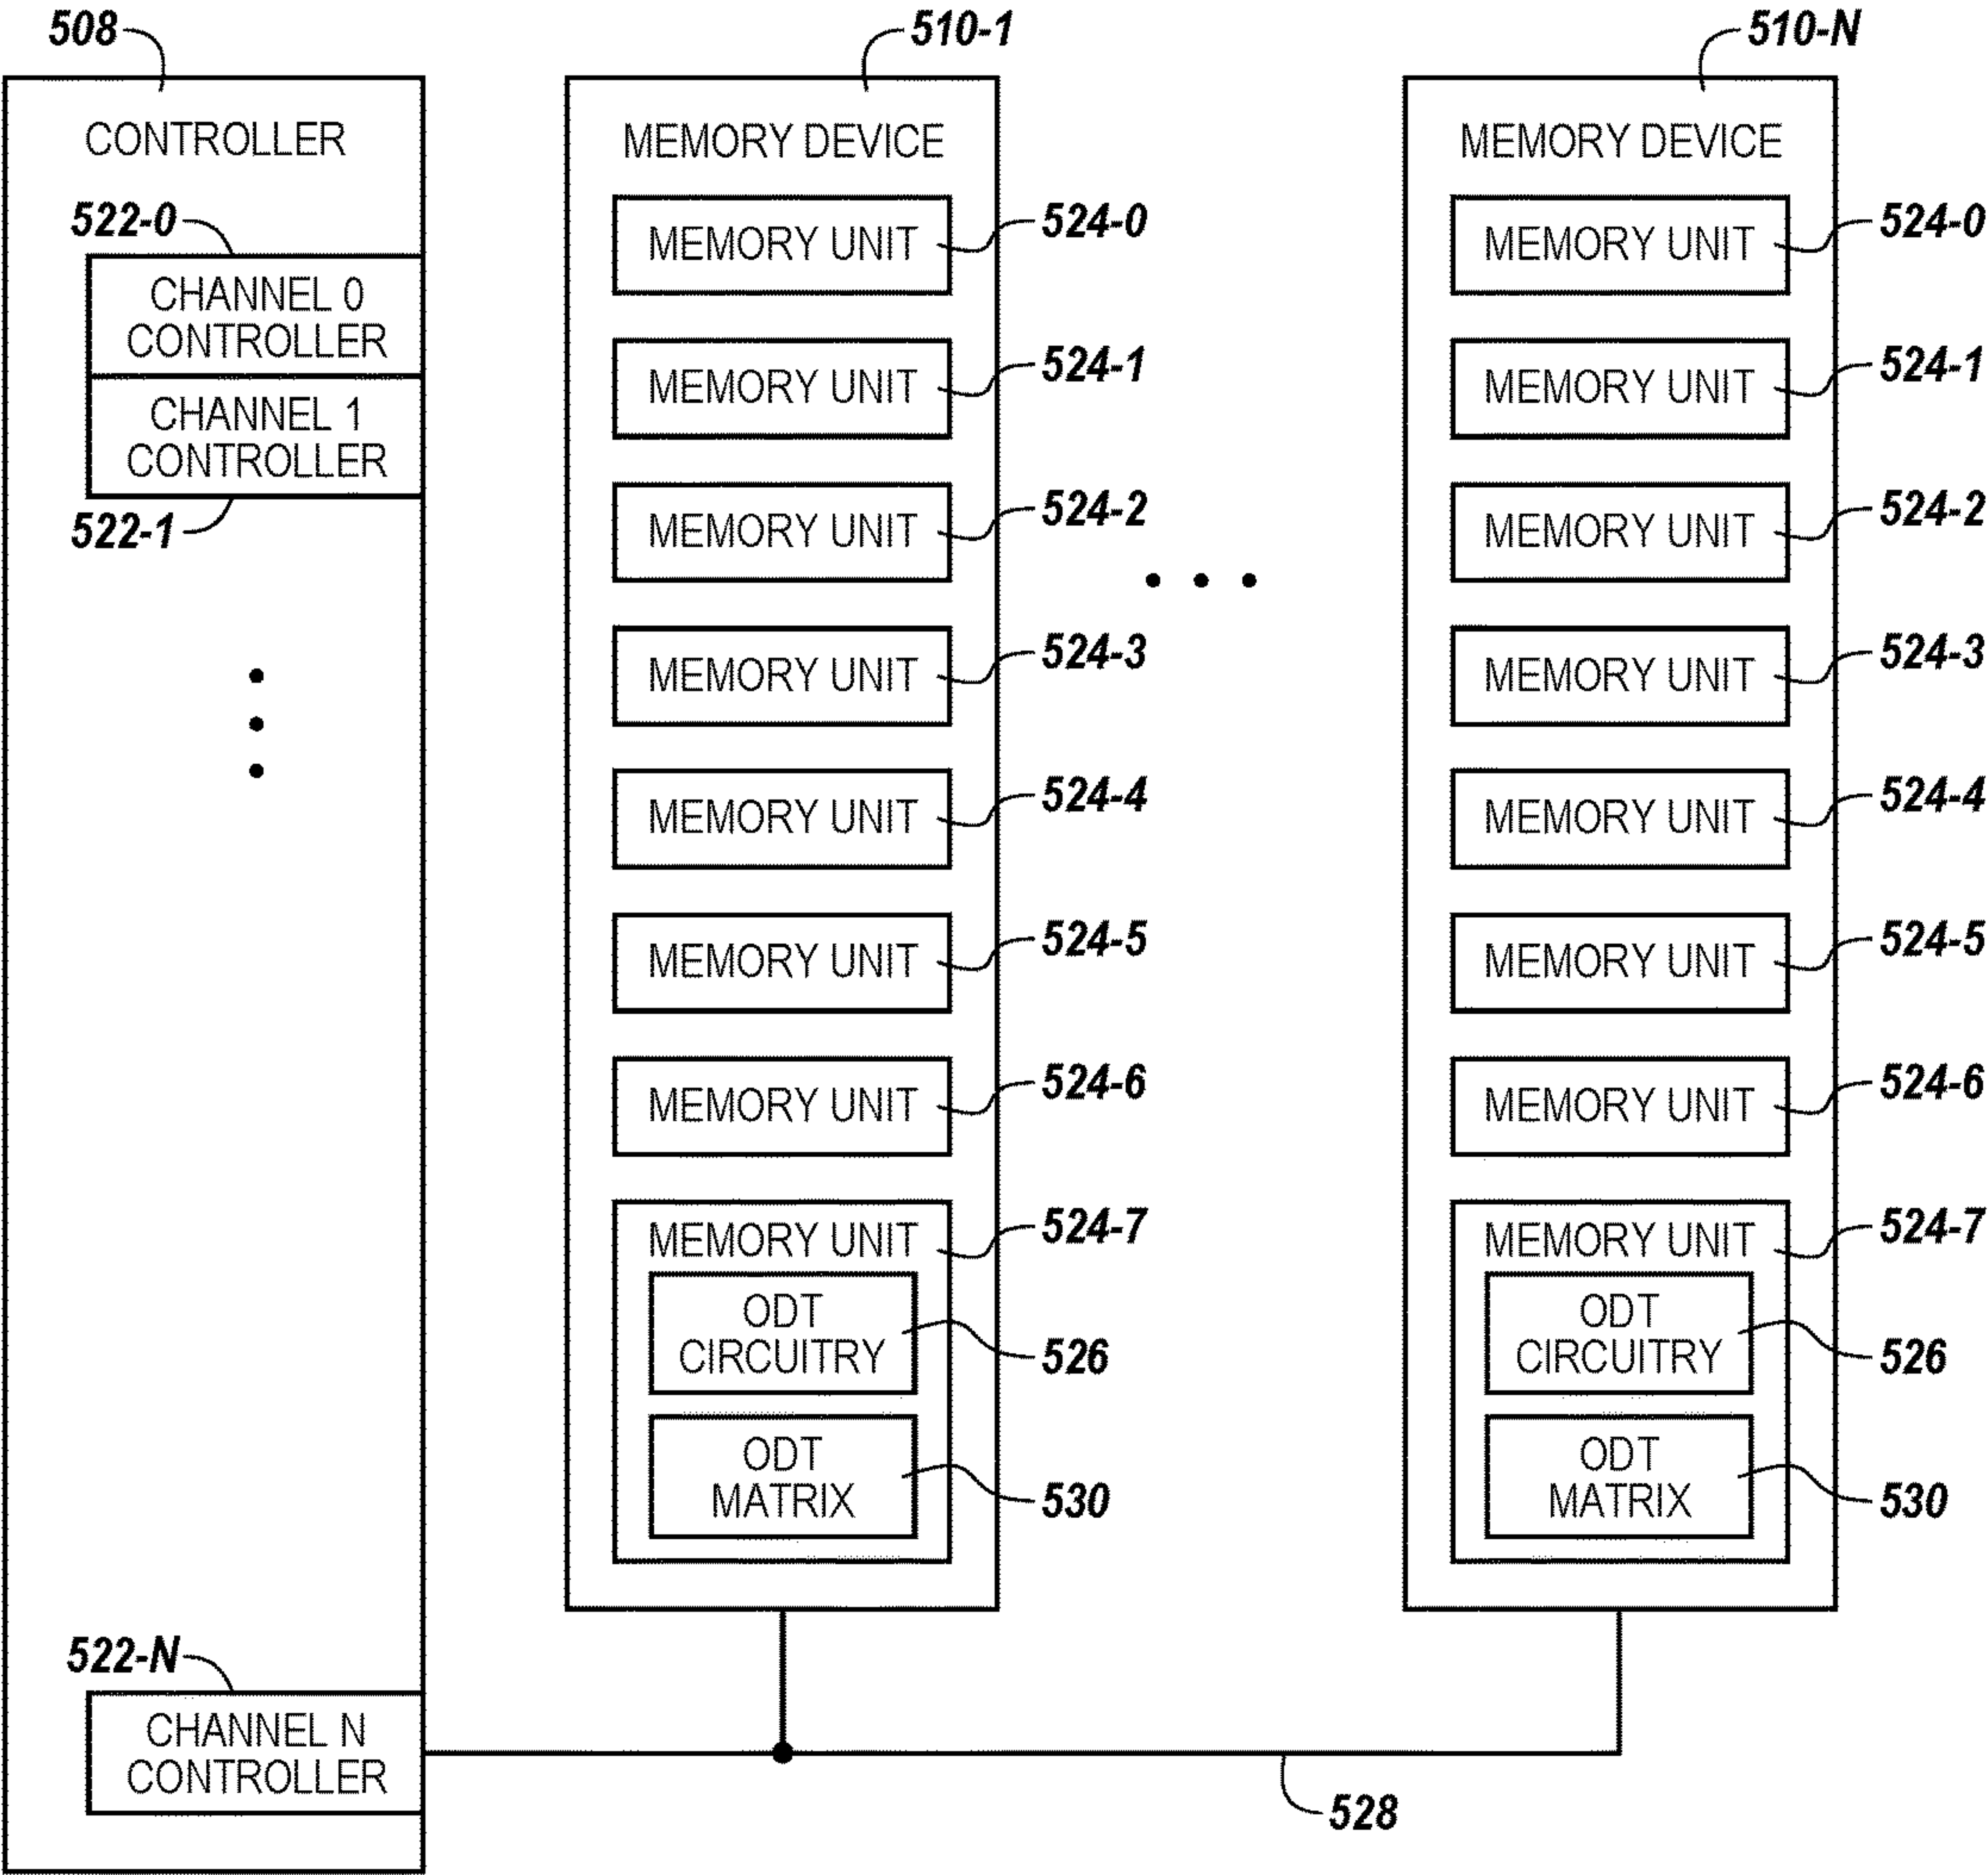 508
CONTROLLER
522-0
CHANNEL 0
CONTROLLER
CHANNEL 1
CONTROLLER
522-1
522-N
CHANNEL N
CONTROLLER
510-1
MEMORY DEVICE
MEMORY UNIT
524-0
MEMORY UNIT
524-1
MEMORY UNIT
524-2
MEMORY UNIT
524-3
MEMORY UNIT
524-4
MEMORY UNIT
524-5
MEMORY UNIT
524-6
MEMORY UNIT
524-7
ODT
CIRCUITRY
526
ODT
MATRIX
530
510-N
MEMORY DEVICE
MEMORY UNIT
524-0
MEMORY UNIT
524-1
MEMORY UNIT
524-2
MEMORY UNIT
524-3
MEMORY UNIT
524-4
MEMORY UNIT
524-5
MEMORY UNIT
524-6
MEMORY UNIT
524-7
ODT
CIRCUITRY
526
ODT
MATRIX
530
528